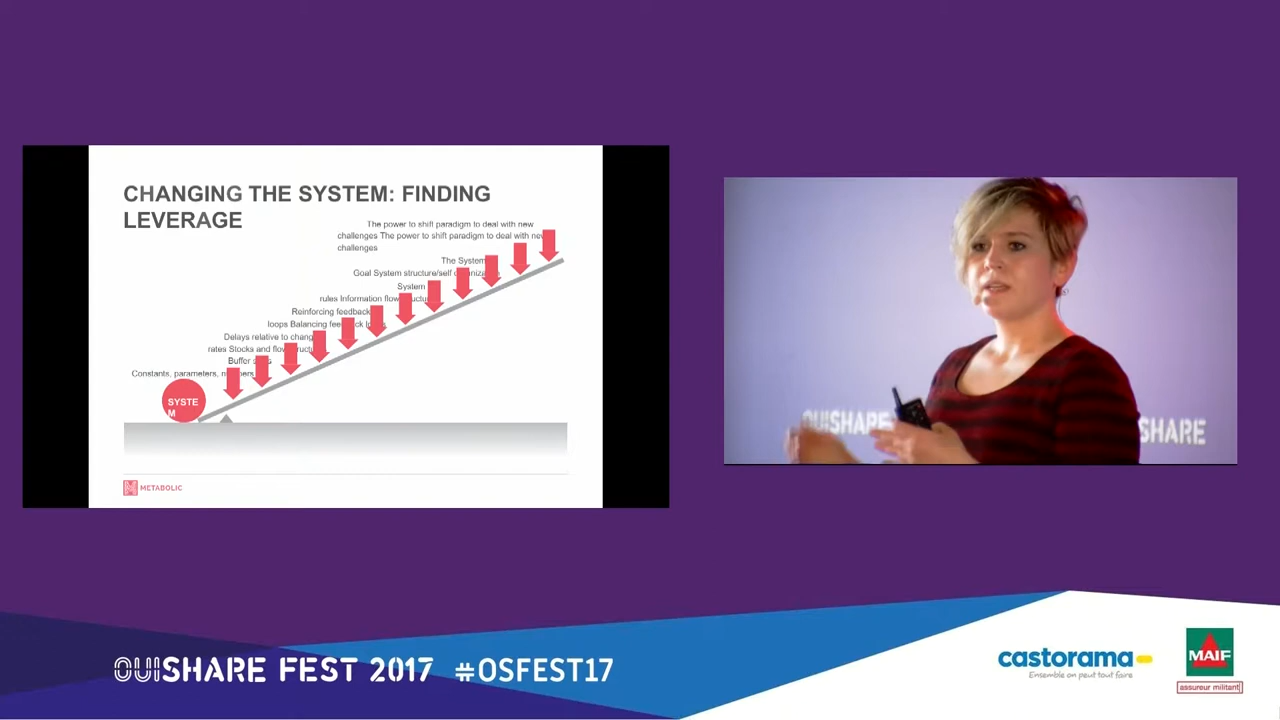 CHANGING THE SYSTEM: FINDING
LEVERAGE
The power to shift paradigm to deal with new
challenges The power to shift paradigm to deal with new
challenges
The System
Goal System structure/self
System
rules Information flow
Reinforcing feedback
loops Balancing
Delays relative to
rates Stocks and
Buffer
Constants, parameters,
SYSTE
M
METABOLIC
OUISHARE
SHARE
OUISHARE FEST 2017 #OSFEST17
castorama
Ensemble on peut tout faire
MAIF
assureur militant